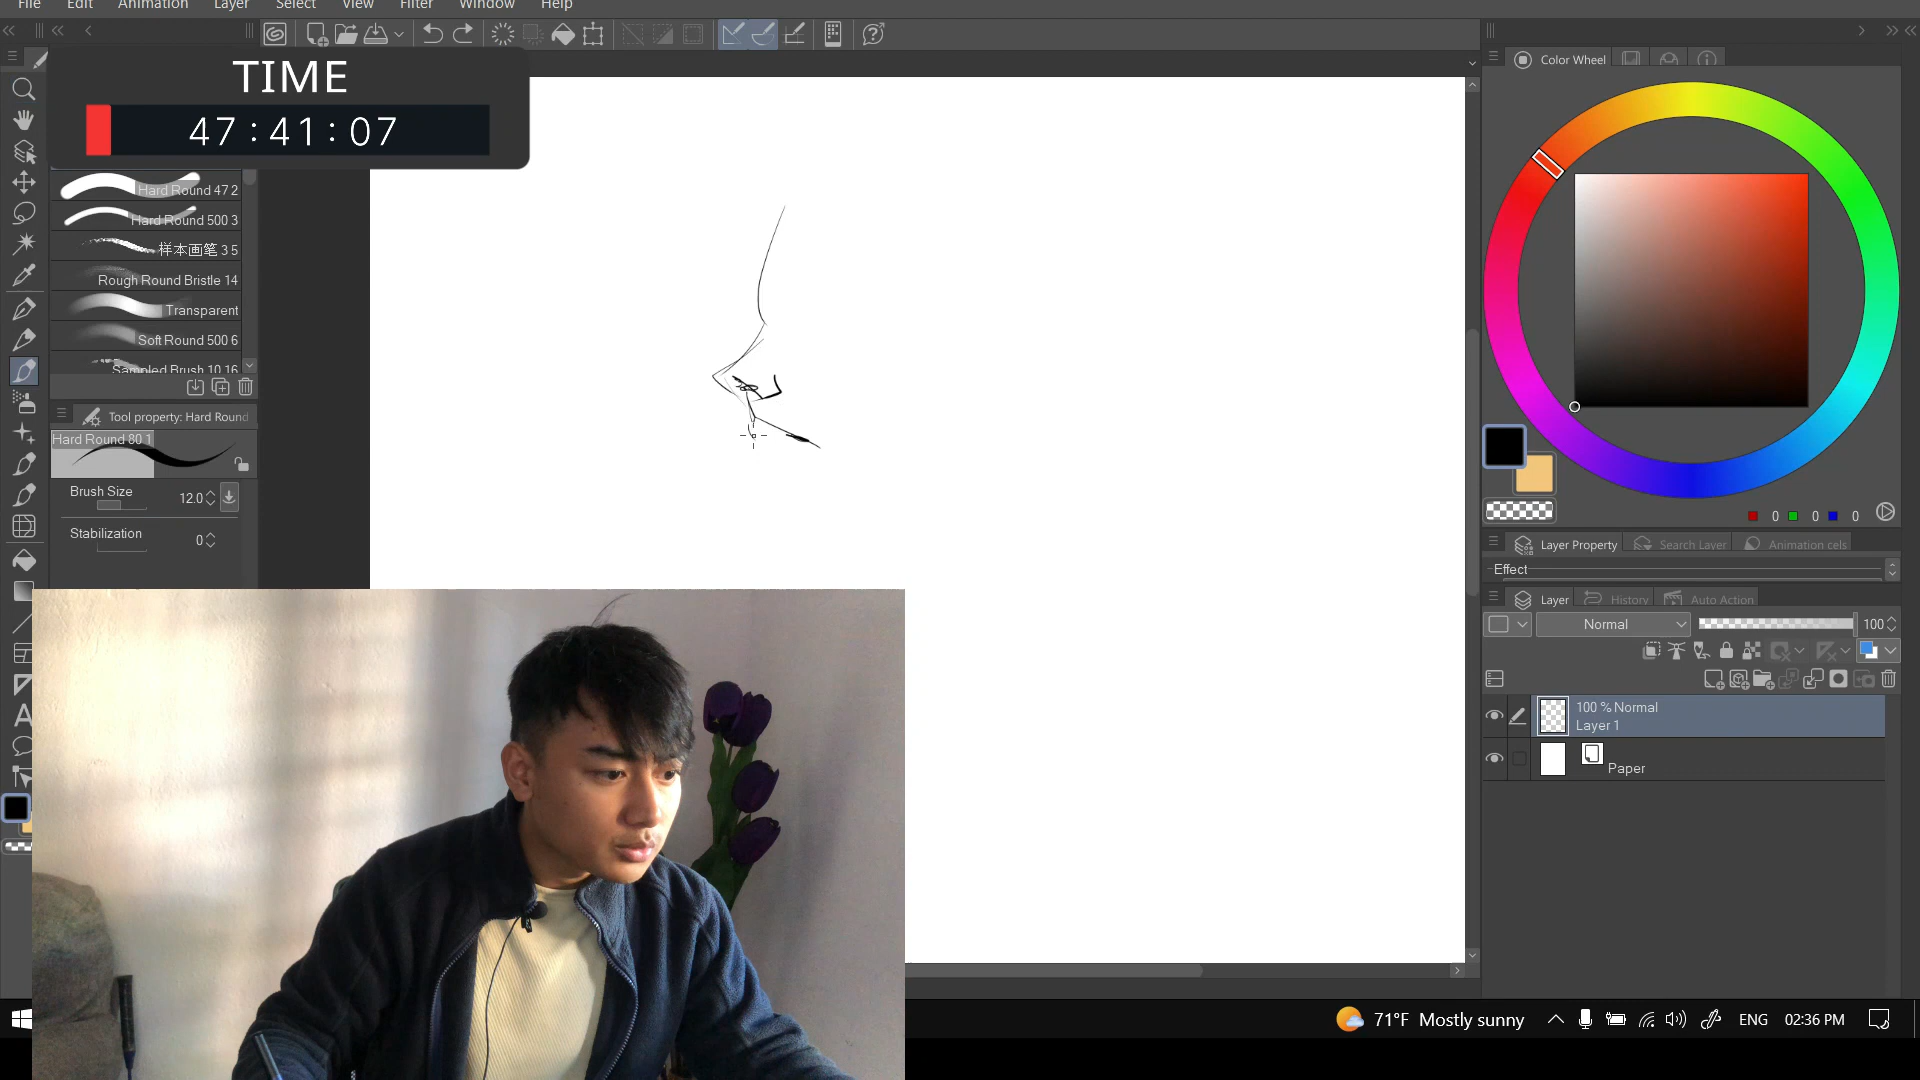 File Edit Animation Layer Select View Filter Window Help
TIME
47:41:07
Color Wheel
Hard Round 47 2
Hard Round 500 3
样本画笔 3 5
Rough Round Bristle 14
Transparent
Soft Round 500 6
Sampled Brush 10 16
Tool property: Hard Round
Hard Round 80 1
Brush Size 12.0
Stabilization 0
0 0 0
Layer Property Search Layer Animation cels
Effect
Layer History Auto Action
Normal 100
100 % Normal
Layer 1
Paper
71°F Mostly sunny ENG 02:36 PM